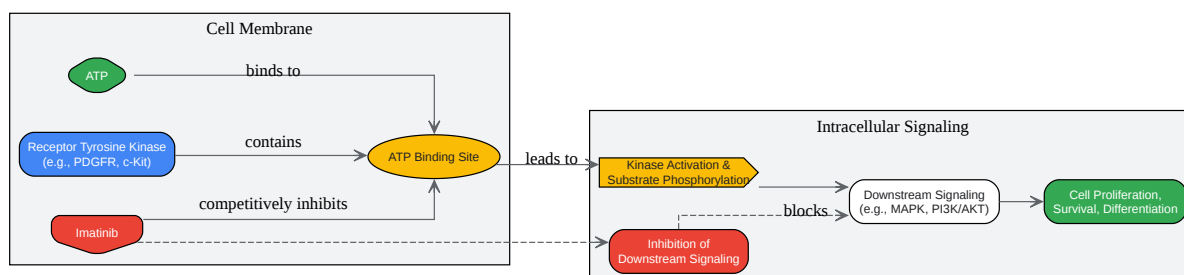 Cell Membrane
ATP
binds to
Receptor Tyrosine Kinase
(e.g., PDGFR, c-Kit)
contains
ATP Binding Site
Imatinib
competitively inhibits
leads to
Intracellular Signaling
Kinase Activation &
Substrate Phosphorylation
Downstream Signaling
(e.g., MAPK, PI3K/AKT)
Cell Proliferation,
Survival, Differentiation
blocks
Inhibition of
Downstream Signaling